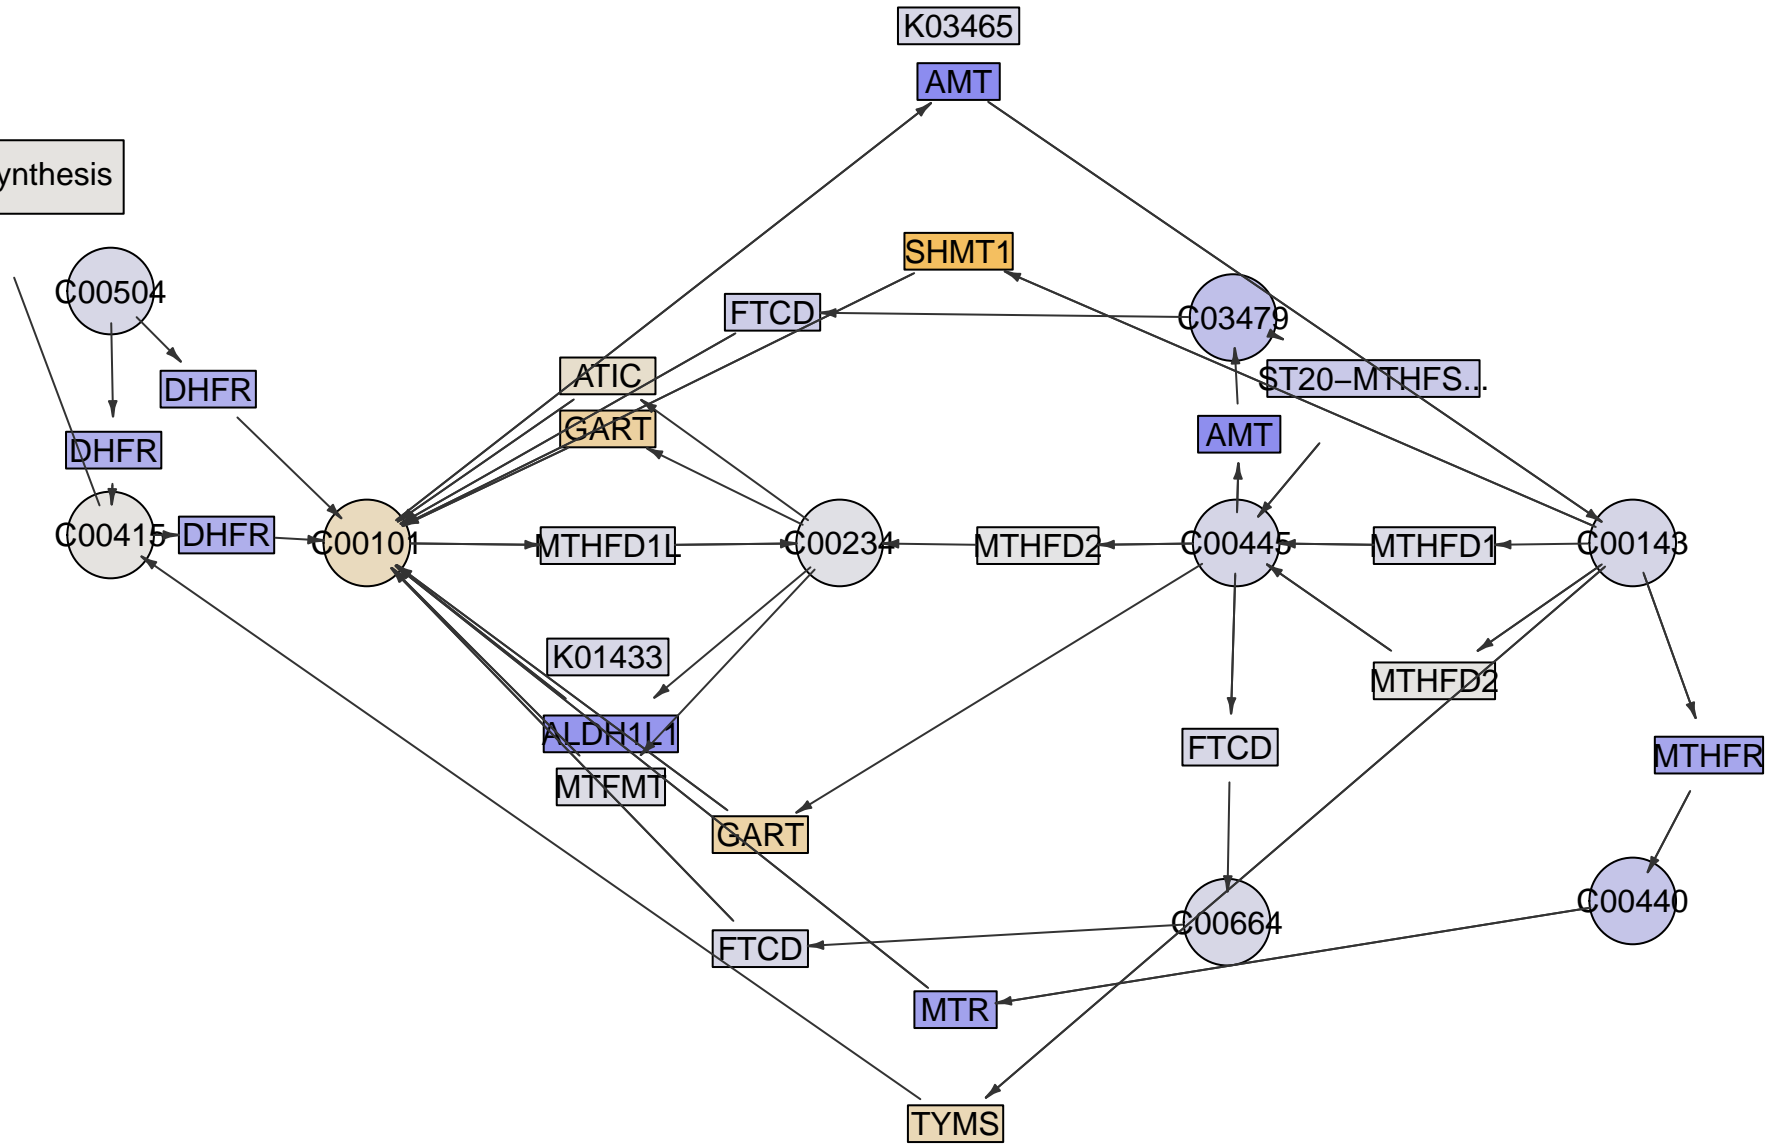 K03465
AMT
ynthesis
SHMT1
C00504
FTCD
C03479
ATIC
ST20−MTHFS...
DHFR
GART
AMT
DHFR
C00415
DHFR
C00101
MTHFD1L
C00234
MTHFD2
C00445
MTHFD1
C00143
K01433
MTHFD2
ALDH1L1
FTCD
MTHFR
MTFMT
GART
C00440
C00664
FTCD
MTR
TYMS